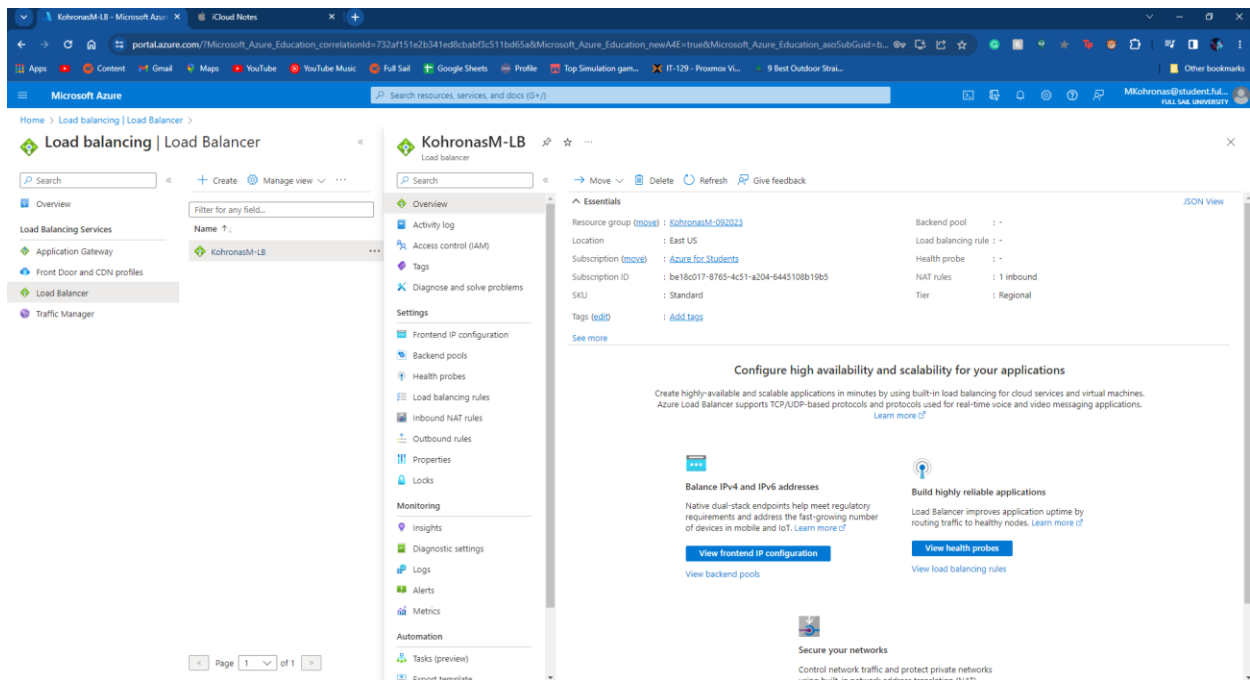 KohronasM-LB - Microsoft Azur
iCloud Notes
portal.azure.com/?Microsoft_Azure_Education_correlationId=732af151e2b341ed8cbabf3c511bd65a&Microsoft_Azure_Education_newA4E=true&Microsoft_Azure_Education_asoSubGuid=b...
Apps
Content
Gmail
Maps
YouTube
YouTube Music
Full Sail
Google Sheets
Profile
Top Simulation gam...
IT-129 - Proxmox Vi...
9 Best Outdoor Strai...
Other bookmarks
Microsoft Azure
Search resources, services, and docs (G+/)
MKohronas@student.ful...
FULL SAIL UNIVERSITY
Home > Load balancing | Load Balancer >
Load balancing | Load Balancer
Search
Overview
Load Balancing Services
Application Gateway
Front Door and CDN profiles
Load Balancer
Traffic Manager
Create
Manage view
Filter for any field...
Name ↑↓
KohronasM-LB
Page 1 of 1
KohronasM-LB
Load balancer
Search
Overview
Activity log
Access control (IAM)
Tags
Diagnose and solve problems
Settings
Frontend IP configuration
Backend pools
Health probes
Load balancing rules
Inbound NAT rules
Outbound rules
Properties
Locks
Monitoring
Insights
Diagnostic settings
Logs
Alerts
Metrics
Automation
Tasks (preview)
Export template
Move
Delete
Refresh
Give feedback
Essentials
JSON View
Resource group (move) : KohronasM-092023
Location : East US
Subscription (move) : Azure for Students
Subscription ID : be18c017-8765-4c51-a204-6445108b19b5
SKU : Standard
Tags (edit) : Add tags
See more
Backend pool : -
Load balancing rule : -
Health probe : -
NAT rules : 1 inbound
Tier : Regional
Configure high availability and scalability for your applications
Create highly-available and scalable applications in minutes by using built-in load balancing for cloud services and virtual machines.
Azure Load Balancer supports TCP/UDP-based protocols and protocols used for real-time voice and video messaging applications.
Learn more
Balance IPv4 and IPv6 addresses
Native dual-stack endpoints help meet regulatory
requirements and address the fast-growing number
of devices in mobile and IoT. Learn more
View frontend IP configuration
View backend pools
Build highly reliable applications
Load Balancer improves application uptime by
routing traffic to healthy nodes. Learn more
View health probes
View load balancing rules
Secure your networks
Control network traffic and protect private networks
using built-in network address translation (NAT)